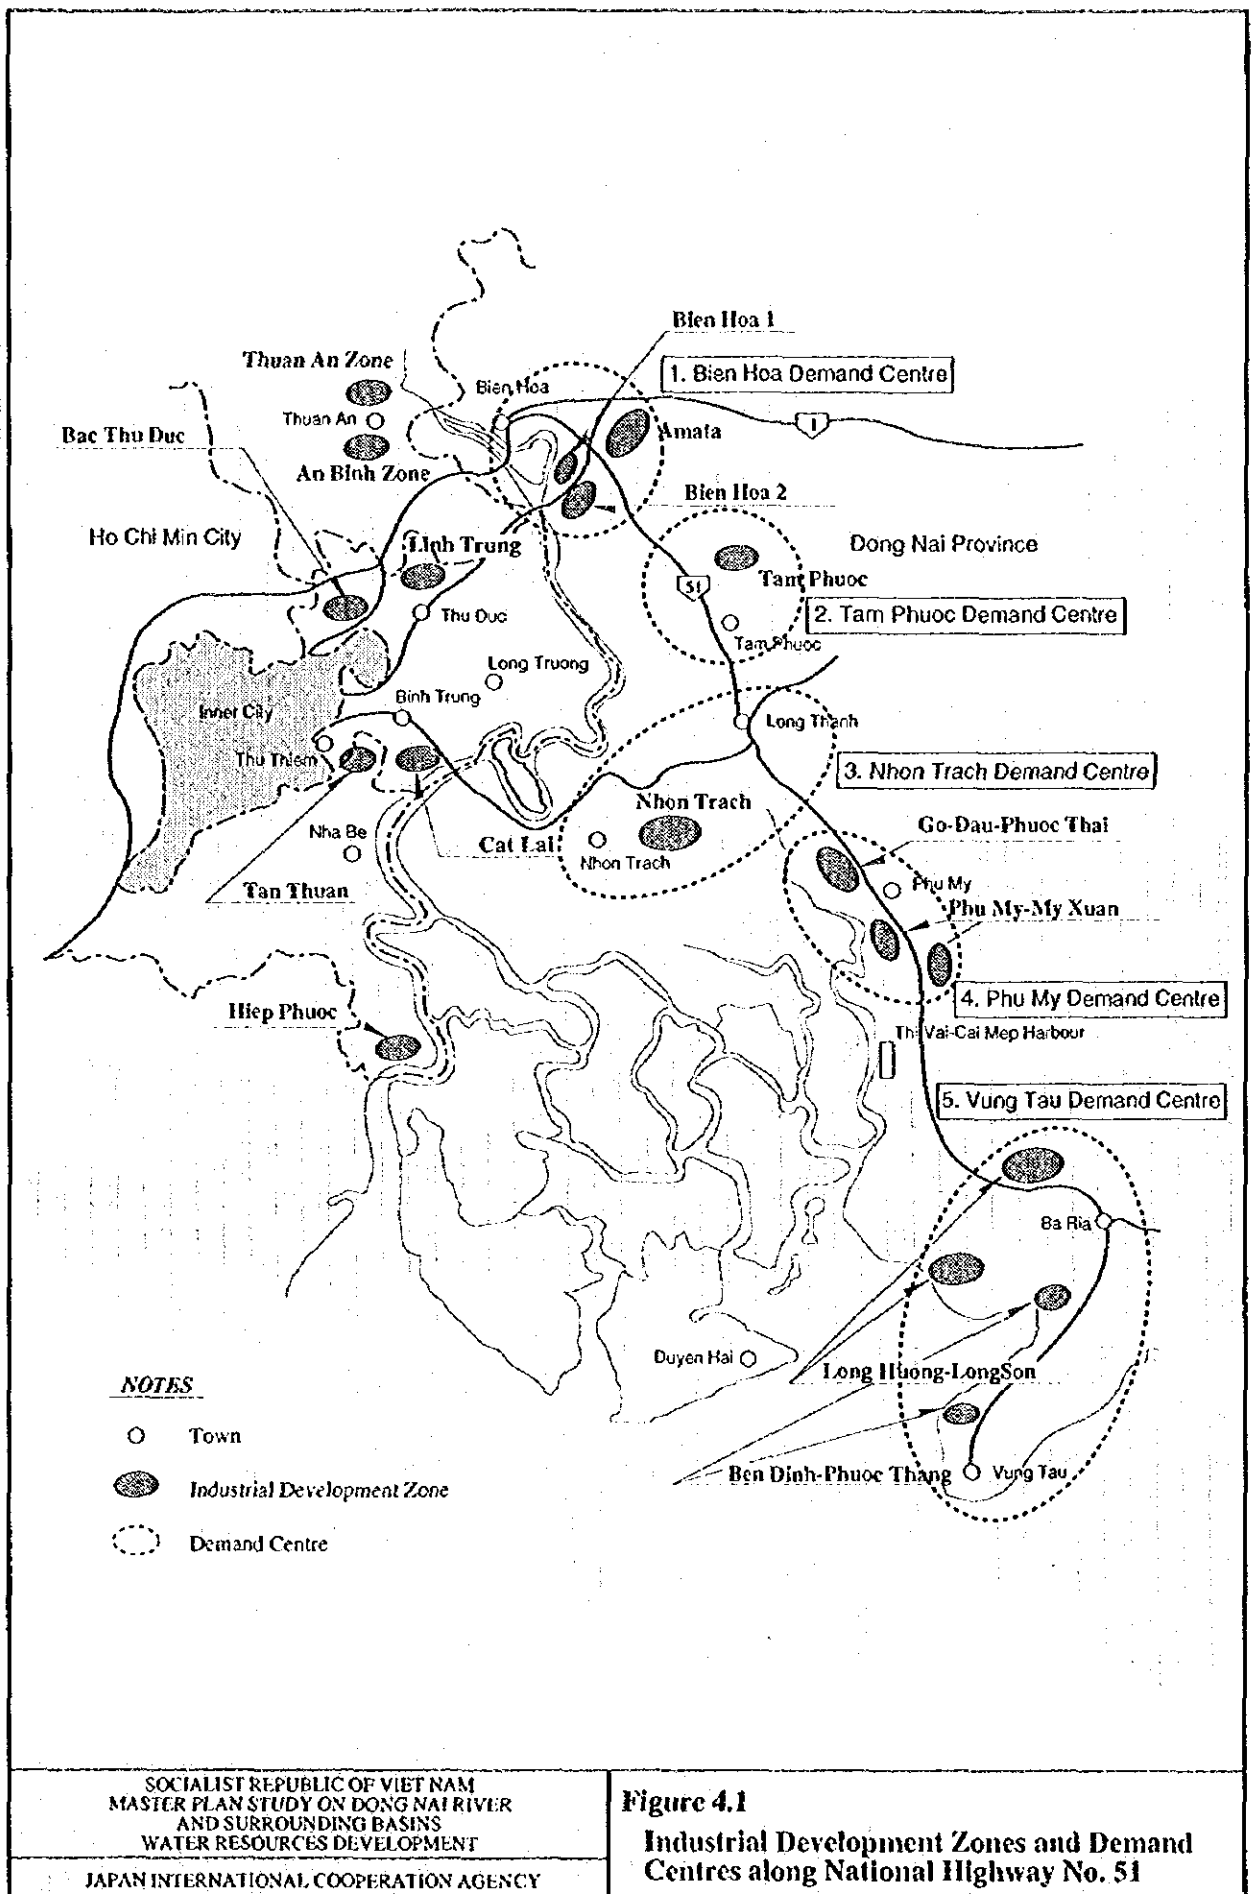 Bien Hoa 1
Thuan An Zone
1. Bien Hoa Demand Centre
Bien Hoa
Thuan An
1
Bac Thu Duc
Amata
An Binh Zone
Bien Hoa 2
Ho Chi Min City
Linh Trung
Dong Nai Province
Tam Phuoc
51
2. Tam Phuoc Demand Centre
Thu Duc
Tam Phuoc
Long Truong
Binh Trung
Inner City
Long Thanh
Thu Thiem
3. Nhon Trach Demand Centre
Nhon Trach
Go-Dau-Phuoc Thai
Nha Be
Cat Lai
Nhon Trach
Tan Thuan
Phu My
Phu My-My Xuan
4. Phu My Demand Centre
Hiep Phuoc
Thi Vai-Cai Mep Harbour
5. Vung Tau Demand Centre
Ba Ria
Duyen Hai
Long Huong-LongSon
NOTES
Town
Ben Dinh-Phuoc Thang
Vung Tau
Industrial Development Zone
Demand Centre
SOCIALIST REPUBLIC OF VIET NAM
MASTER PLAN STUDY ON DONG NAI RIVER
AND SURROUNDING BASINS
WATER RESOURCES DEVELOPMENT
JAPAN INTERNATIONAL COOPERATION AGENCY
Figure 4.1
Industrial Development Zones and Demand
Centres along National Highway No. 51